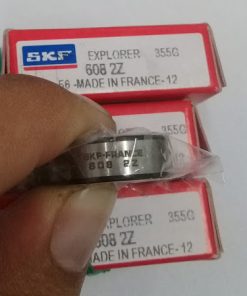 SKF
EXPLORER 355G
608 2Z
56 -MADE IN FRANCE-12
SKF-FRANCE
608 2Z
EXPLORER 355G
608 2Z
MADE IN FRANCE-12